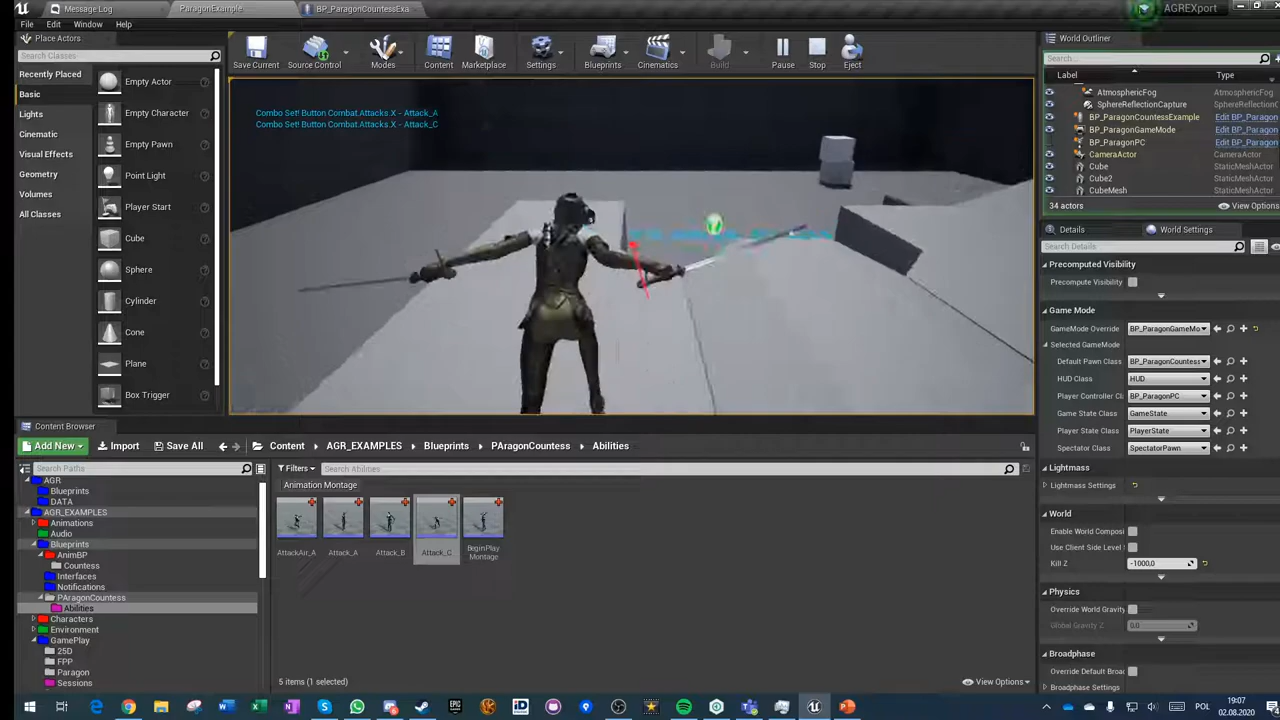 Message Log
ParagonExample
BP_ParagonCountessExa
AGREXport
File Edit Window Help
Place Actors
Search Classes
Recently Placed
Basic
Lights
Cinematic
Visual Effects
Geometry
Volumes
All Classes
Empty Actor
Empty Character
Empty Pawn
Point Light
Player Start
Cube
Sphere
Cylinder
Cone
Plane
Box Trigger
Save Current
Source Control
Modes
Content
Marketplace
Settings
Blueprints
Cinematics
Build
Pause
Stop
Eject
Combo Set! Button Combat.Attacks.X - Attack_A
Combo Set! Button Combat.Attacks.X - Attack_C
World Outliner
Search...
Label Type
AtmosphericFog AtmosphericFog
SphereReflectionCapture SphereReflection
BP_ParagonCountessExample Edit BP_Paragon
BP_ParagonGameMode Edit BP_Paragon
BP_ParagonPC Edit BP_Paragon
CameraActor CameraActor
Cube StaticMeshActor
Cube2 StaticMeshActor
CubeMesh StaticMeshActor
34 actors
View Options
Details
World Settings
Search Details
Precomputed Visibility
Precompute Visibility
Game Mode
GameMode Override BP_ParagonGameMo
Selected GameMode
Default Pawn Class BP_ParagonCountess
HUD Class HUD
Player Controller Cl BP_ParagonPC
Game State Class GameState
Player State Class PlayerState
Spectator Class SpectatorPawn
Lightmass
Lightmass Settings
World
Enable World Composi
Use Client Side Level
Kill Z -1000,0
Physics
Override World Gravity
Global Gravity Z 0.0
Broadphase
Override Default Broa
Broadphase Settings
Content Browser
Add New Import Save All Content AGR_EXAMPLES Blueprints PAragonCountess Abilities
Search Paths
Filters
Search Abilities
Animation Montage
AGR
Blueprints
DATA
AGR_EXAMPLES
Animations
Audio
Blueprints
AnimBP
Countess
Interfaces
Notifications
PAragonCountess
Abilities
Characters
Environment
GamePlay
25D
FPP
Paragon
Sessions
AttackAir_A
Attack_A
Attack_B
Attack_C
BeginPlay
Montage
5 items (1 selected)
View Options
19:07
02.08.2020